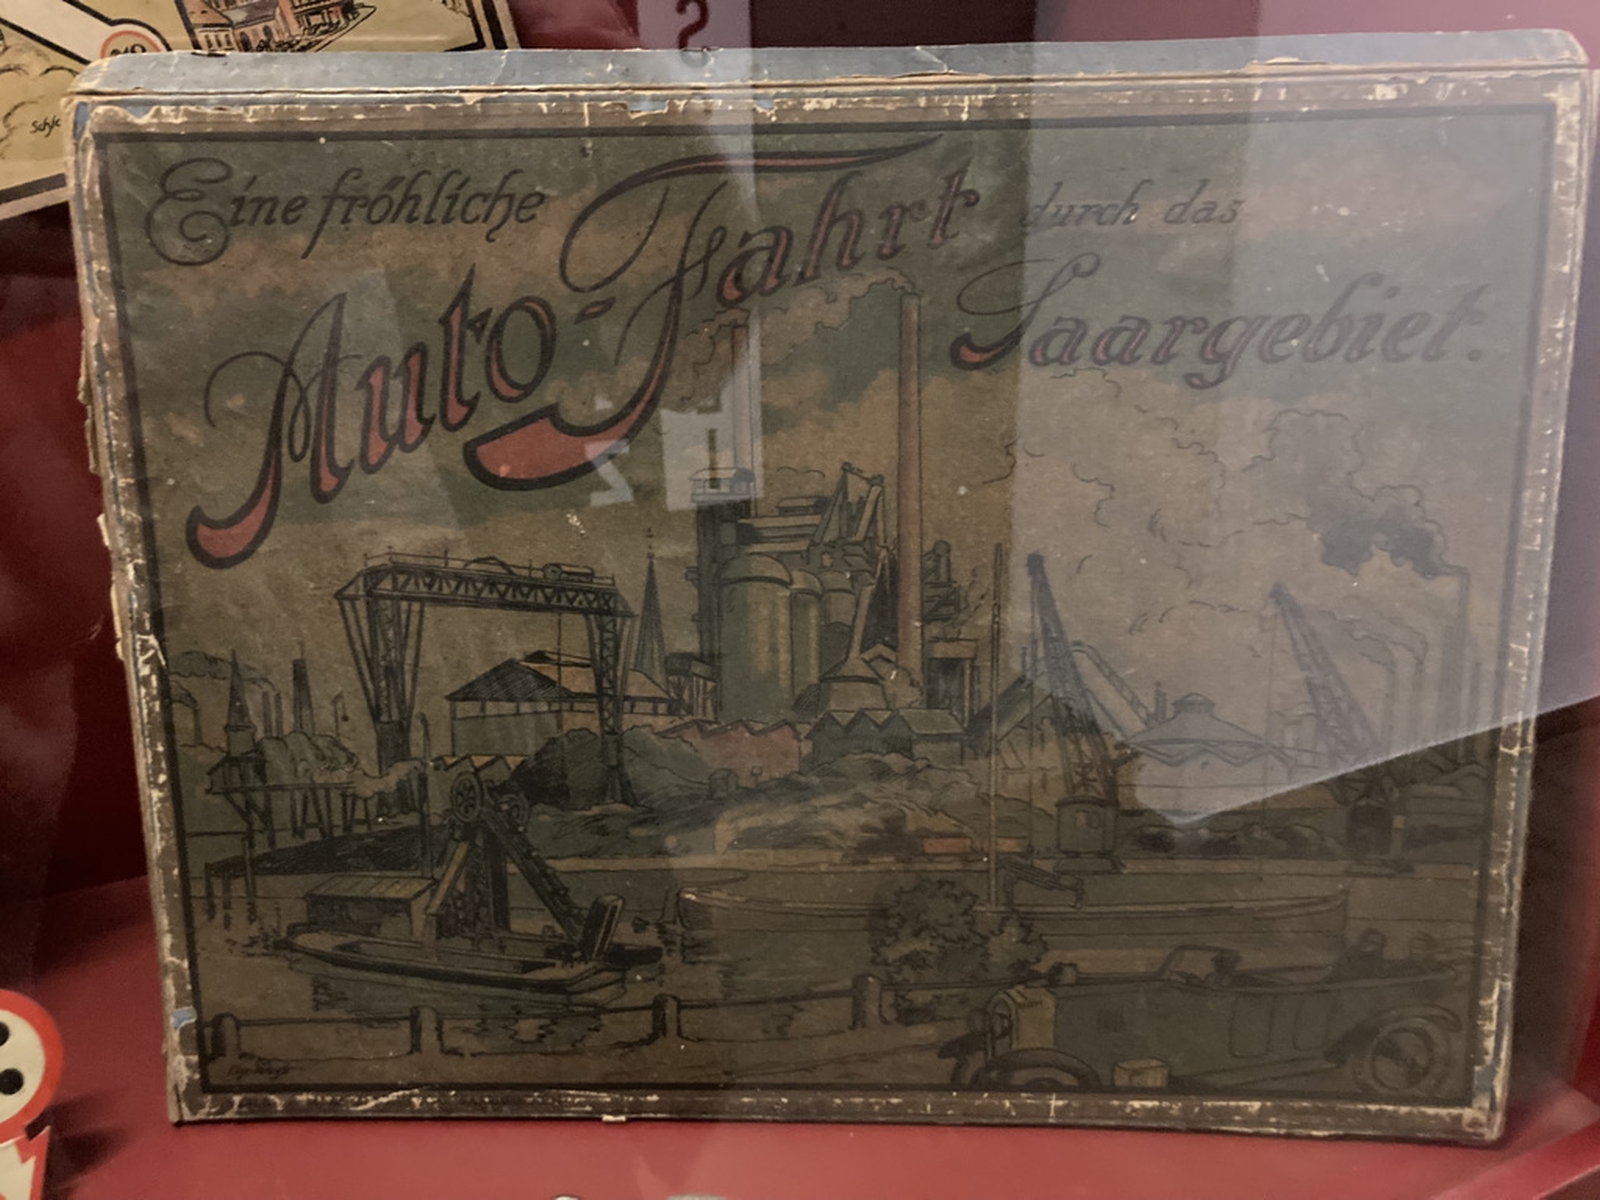 Eine fröhliche
Auto-Fahrt
durch das
Saargebiet.